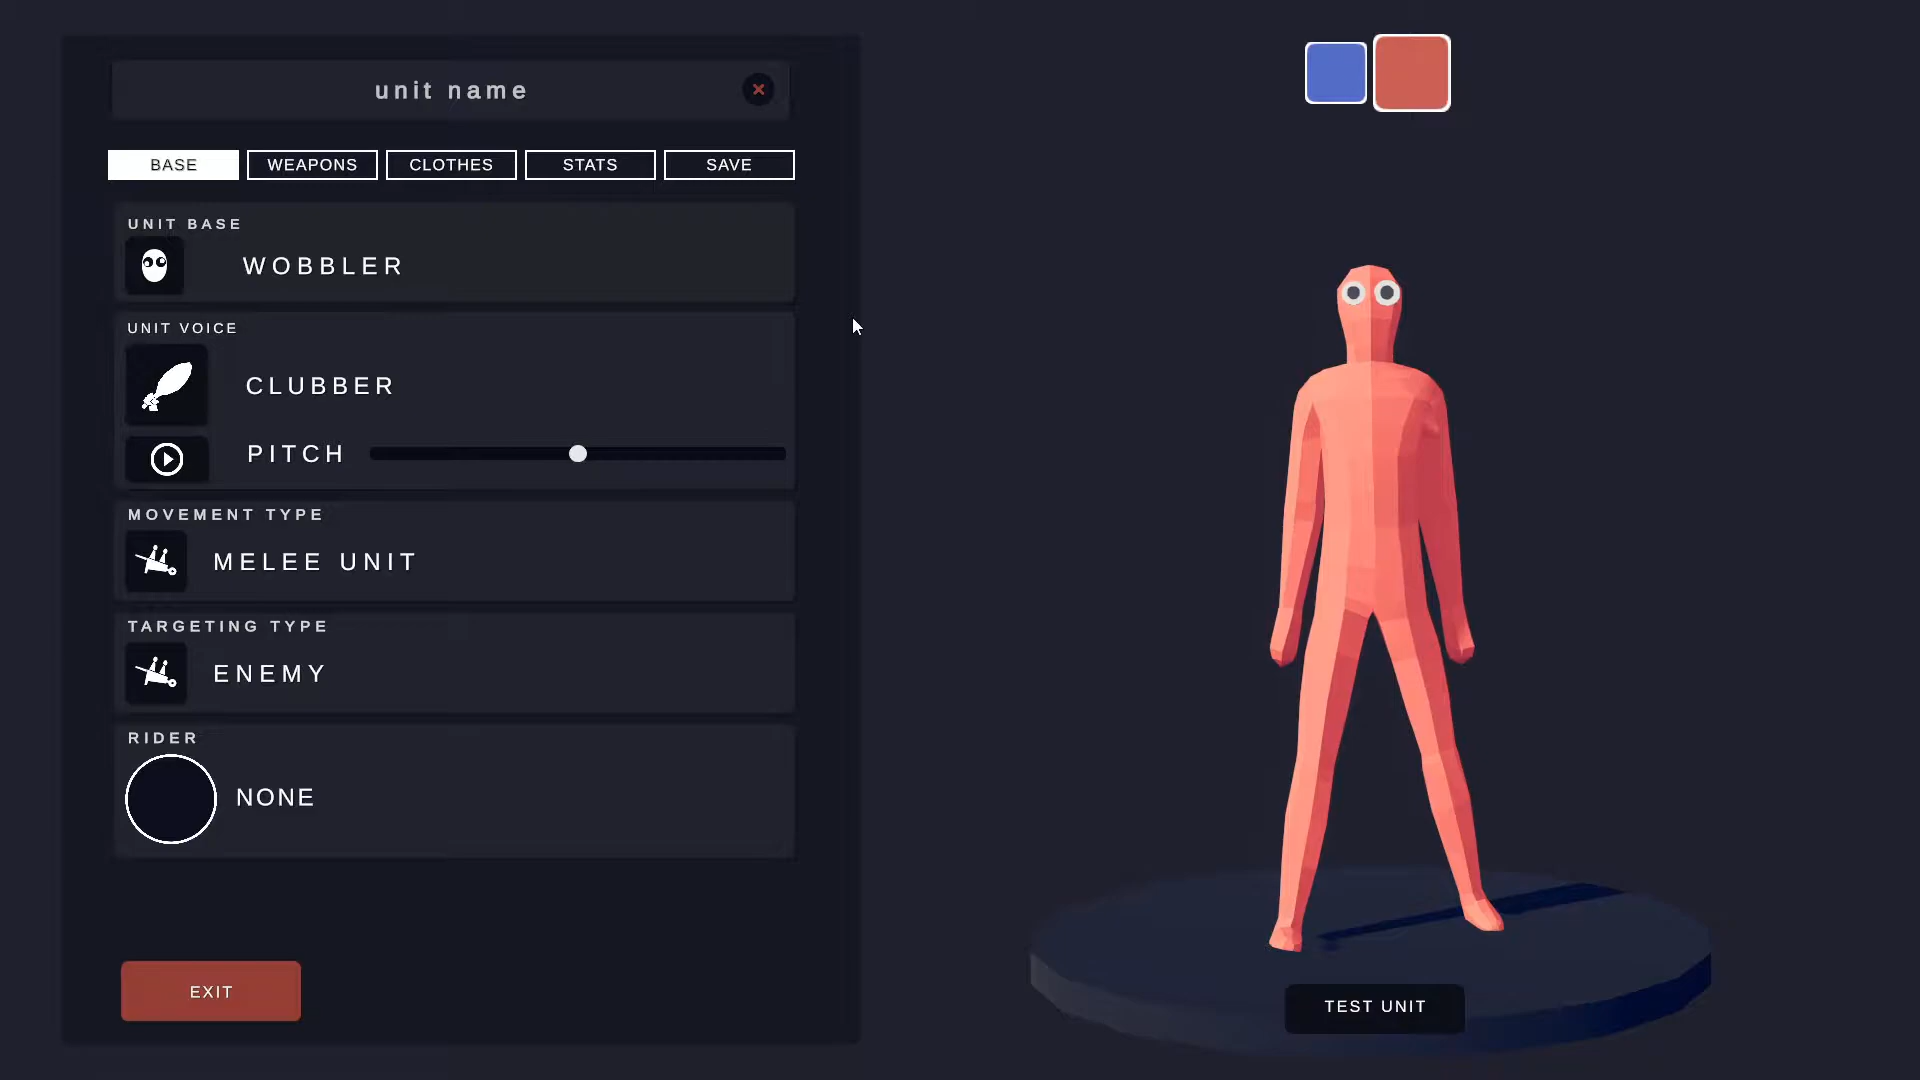 unit name
BASE WEAPONS CLOTHES STATS SAVE
UNIT BASE
WOBBLER
UNIT VOICE
CLUBBER
PITCH
MOVEMENT TYPE
MELEE UNIT
TARGETING TYPE
ENEMY
RIDER
NONE
EXIT
TEST UNIT